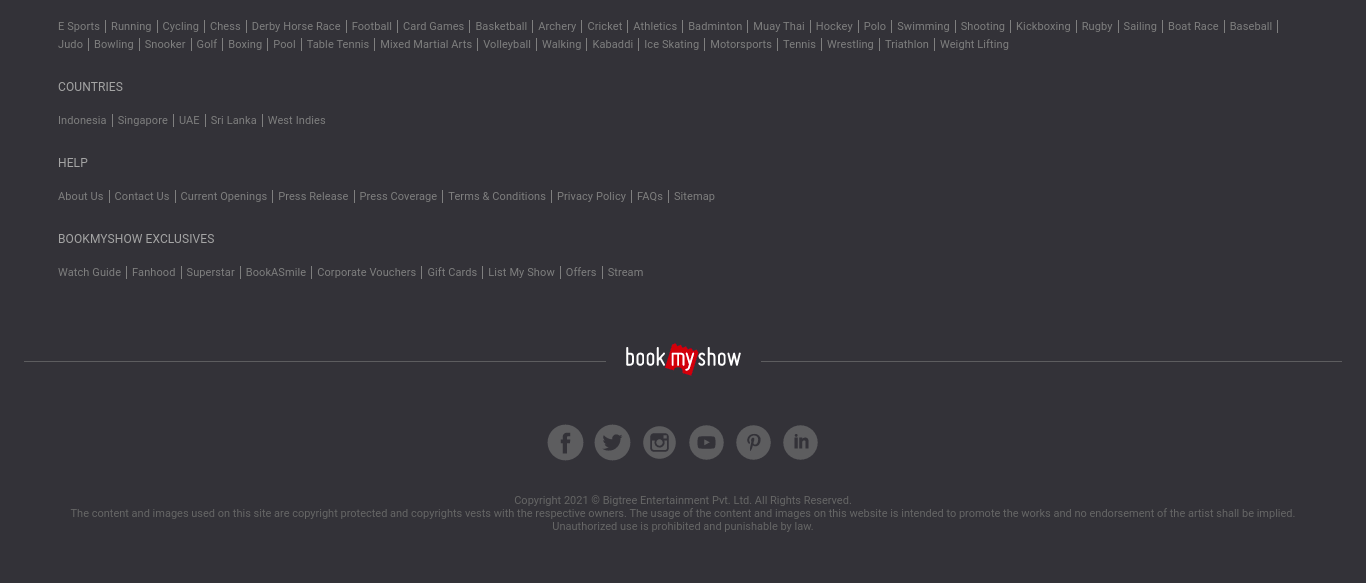 E Sports | Running | Cycling | Chess | Derby Horse Race | Football | Card Games | Basketball | Archery | Cricket | Athletics | Badminton | Muay Thai | Hockey | Polo | Swimming | Shooting | Kickboxing | Rugby | Sailing | Boat Race | Baseball |
Judo | Bowling | Snooker | Golf | Boxing | Pool | Table Tennis | Mixed Martial Arts | Volleyball | Walking | Kabaddi | Ice Skating | Motorsports | Tennis | Wrestling | Triathlon | Weight Lifting
COUNTRIES
Indonesia | Singapore | UAE | Sri Lanka | West Indies
HELP
About Us | Contact Us | Current Openings | Press Release | Press Coverage | Terms & Conditions | Privacy Policy | FAQs | Sitemap
BOOKMYSHOW EXCLUSIVES
Watch Guide | Fanhood | Superstar | BookASmile | Corporate Vouchers | Gift Cards | List My Show | Offers | Stream
book my show
Copyright 2021 © Bigtree Entertainment Pvt. Ltd. All Rights Reserved.
The content and images used on this site are copyright protected and copyrights vests with the respective owners. The usage of the content and images on this website is intended to promote the works and no endorsement of the artist shall be implied.
Unauthorized use is prohibited and punishable by law.